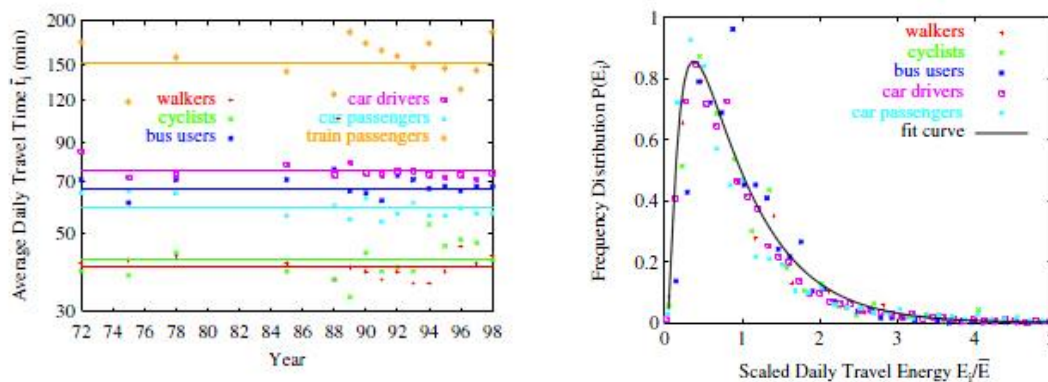 200
150
120
90
70
50
30
72 74 76 78 80 82 84 86 88 90 92 94 96 98
Average Daily Travel Time t̄ᵢ (min)
Year
walkers
cyclists
bus users
car drivers
car passengers
train passengers
1
0.8
0.6
0.4
0.2
0
0 1 2 3 4 5
Frequency Distribution P(Eᵢ)
Scaled Daily Travel Energy Eᵢ/Ē
walkers
cyclists
bus users
car drivers
car passengers
fit curve